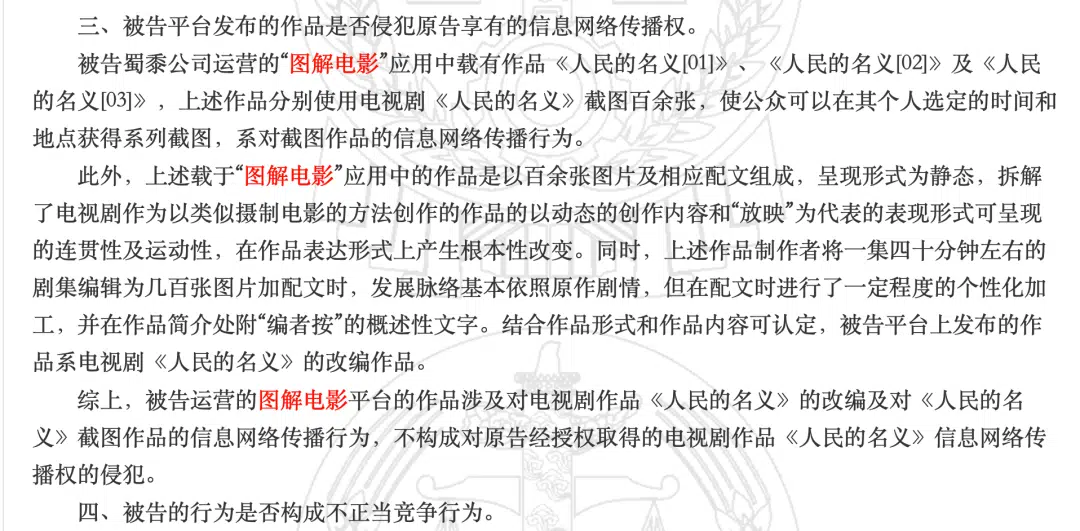 三、被告平台发布的作品是否侵犯原告享有的信息网络传播权。
被告蜀黍公司运营的“图解电影”应用中载有作品《人民的名义[01]》、《人民的名义[02]》及《人民
的名义[03]》，上述作品分别使用电视剧《人民的名义》截图百余张，使公众可以在其个人选定的时间和
地点获得系列截图，系对截图作品的信息网络传播行为。
此外，上述载于“图解电影”应用中的作品是以百余张图片及相应配文组成，呈现形式为静态，拆解
了电视剧作为以类似摄制电影的方法创作的作品的以动态的创作内容和“放映”为代表的表现形式可呈现
的连贯性及运动性，在作品表达形式上产生根本性改变。同时，上述作品制作者将一集四十分钟左右的
剧集编辑为几百张图片加配文时，发展脉络基本依照原作剧情，但在配文时进行了一定程度的个性化加
工，并在作品简介处附“编者按”的概述性文字。结合作品形式和作品内容可认定，被告平台上发布的作
品系电视剧《人民的名义》的改编作品。
综上，被告运营的图解电影平台的作品涉及对电视剧作品《人民的名义》的改编及对《人民的名
义》截图作品的信息网络传播行为，不构成对原告经授权取得的电视剧作品《人民的名义》信息网络传
播权的侵犯。
四、被告的行为是否构成不正当竞争行为。